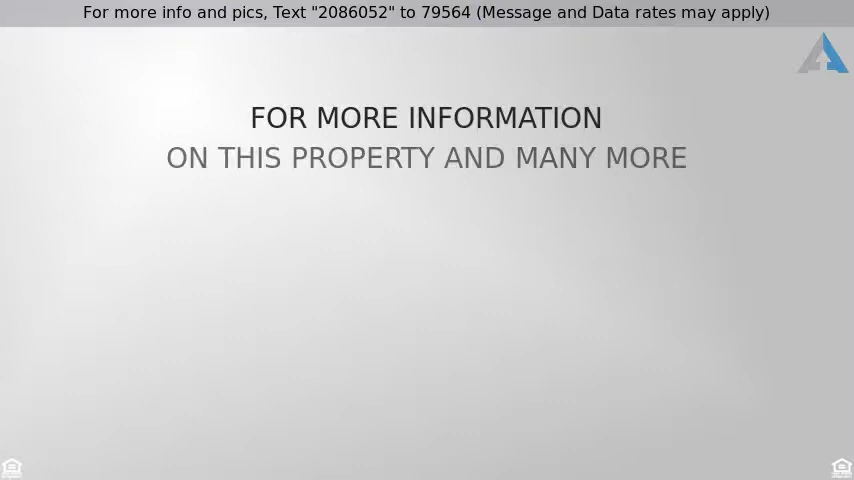 For more info and pics, Text "2086052" to 79564 (Message and Data rates may apply)
FOR MORE INFORMATION
ON THIS PROPERTY AND MANY MORE